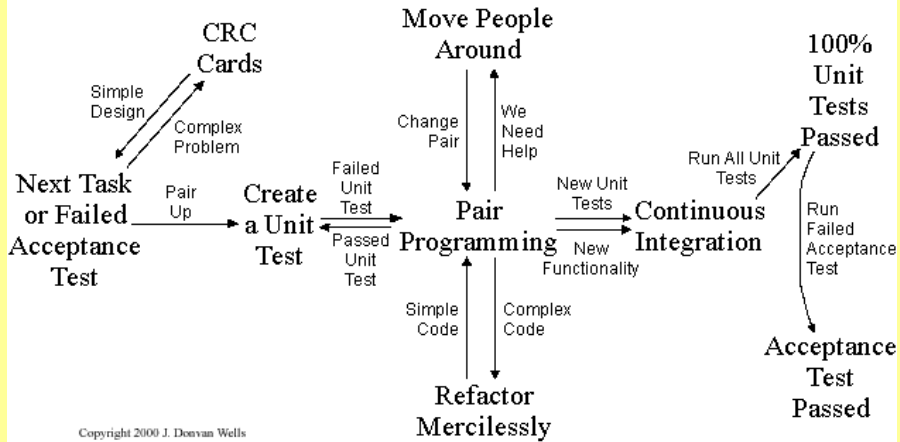 CRC
Cards
Simple
Design
Complex
Problem
Next Task
or Failed
Acceptance
Test
Pair
Up
Create
a Unit
Test
Failed
Unit
Test
Passed
Unit
Test
Move People
Around
Change
Pair
We
Need
Help
Pair
Programming
Simple
Code
Complex
Code
Refactor
Mercilessly
New Unit
Tests
New
Functionality
Continuous
Integration
Run All Unit
Tests
100%
Unit
Tests
Passed
Run
Failed
Acceptance
Test
Acceptance
Test
Passed
Copyright 2000 J. Donvan Wells